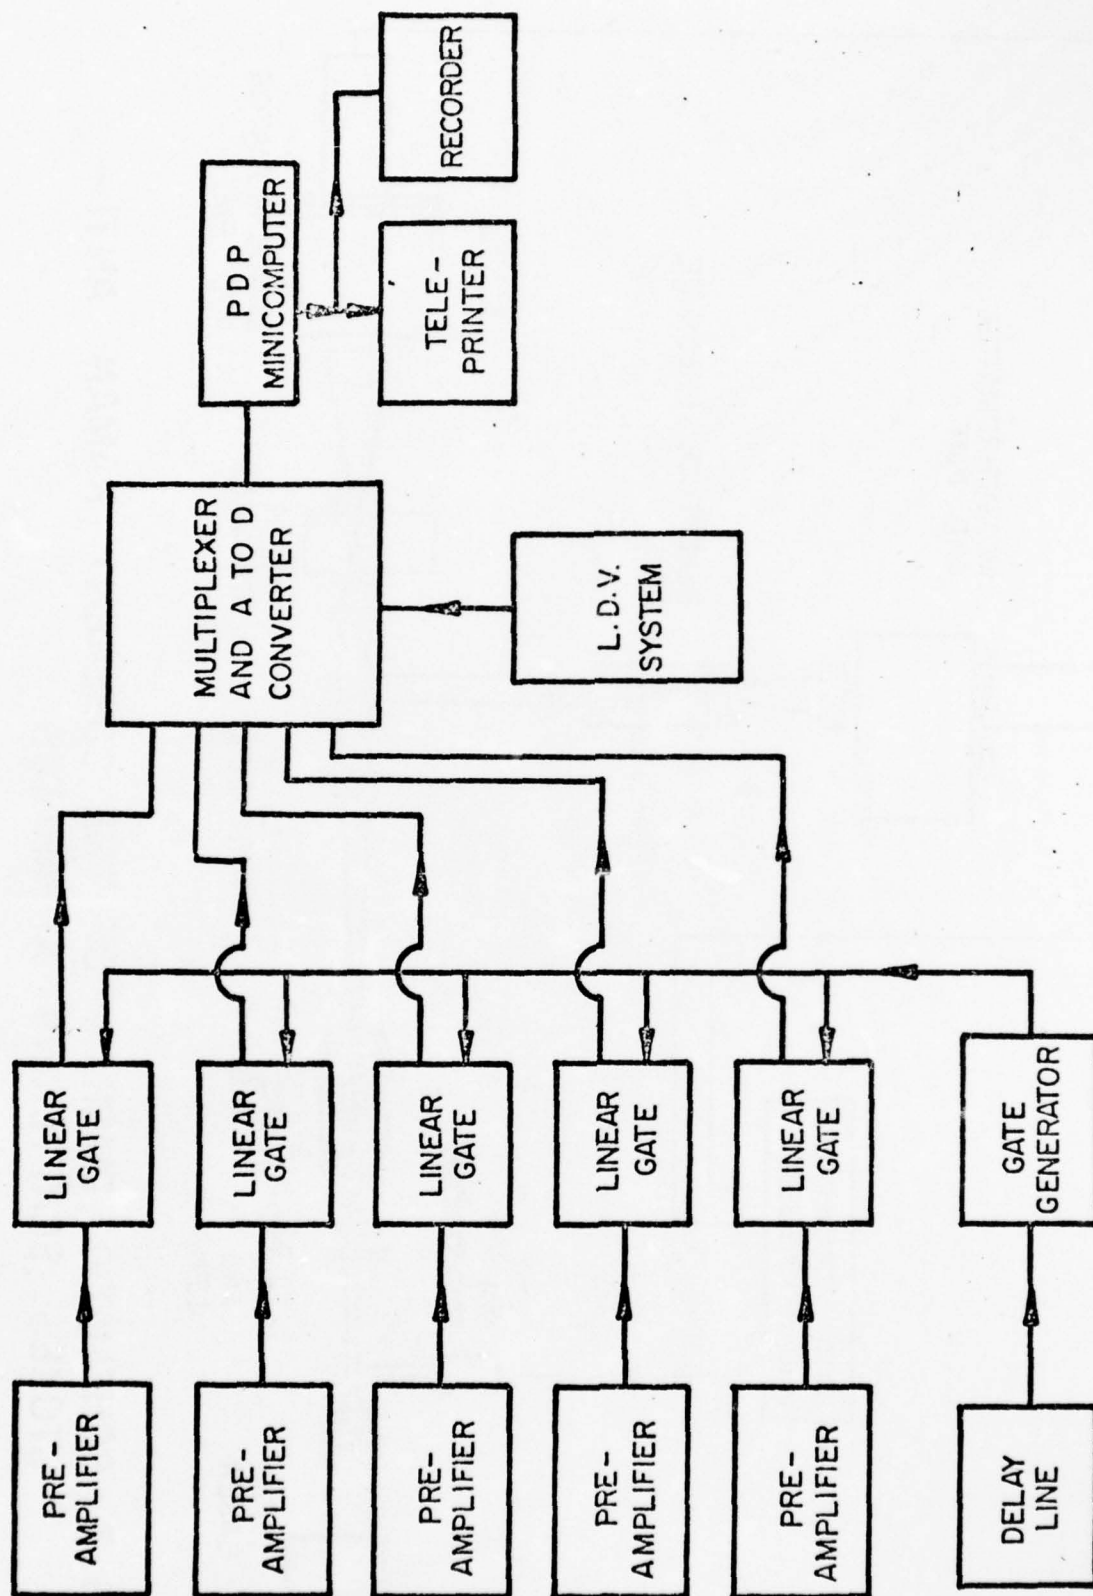 PRE-
AMPLIFIER
LINEAR
GATE
PRE-
AMPLIFIER
LINEAR
GATE
PRE-
AMPLIFIER
LINEAR
GATE
PRE-
AMPLIFIER
LINEAR
GATE
PRE-
AMPLIFIER
LINEAR
GATE
DELAY
LINE
GATE
GENERATOR
MULTIPLEXER
AND A TO D
CONVERTER
L.D.V.
SYSTEM
PDP
MINICOMPUTER
TELE-
PRINTER
RECORDER